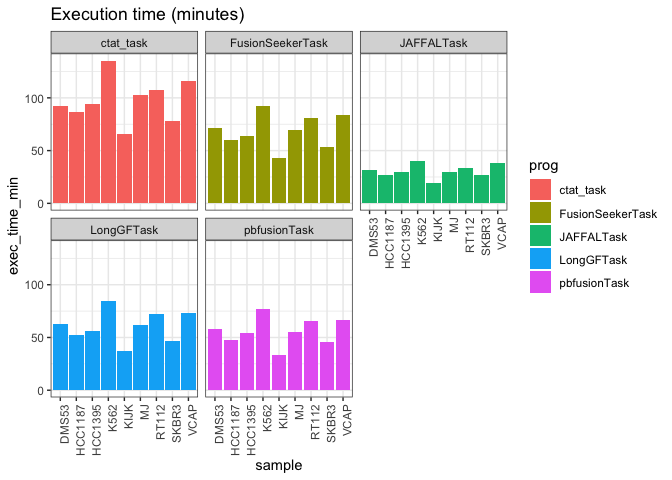 Execution time (minutes)
ctat_task
FusionSeekerTask
JAFFALTask
100
50
0
exec_time_min
DMS53
HCC1187
HCC1395
K562
KIJK
MJ
RT112
SKBR3
VCAP
LongGFTask
pbfusionTask
100
50
0
DMS53
HCC1187
HCC1395
K562
KIJK
MJ
RT112
SKBR3
VCAP
DMS53
HCC1187
HCC1395
K562
KIJK
MJ
RT112
SKBR3
VCAP
sample
prog
ctat_task
FusionSeekerTask
JAFFALTask
LongGFTask
pbfusionTask